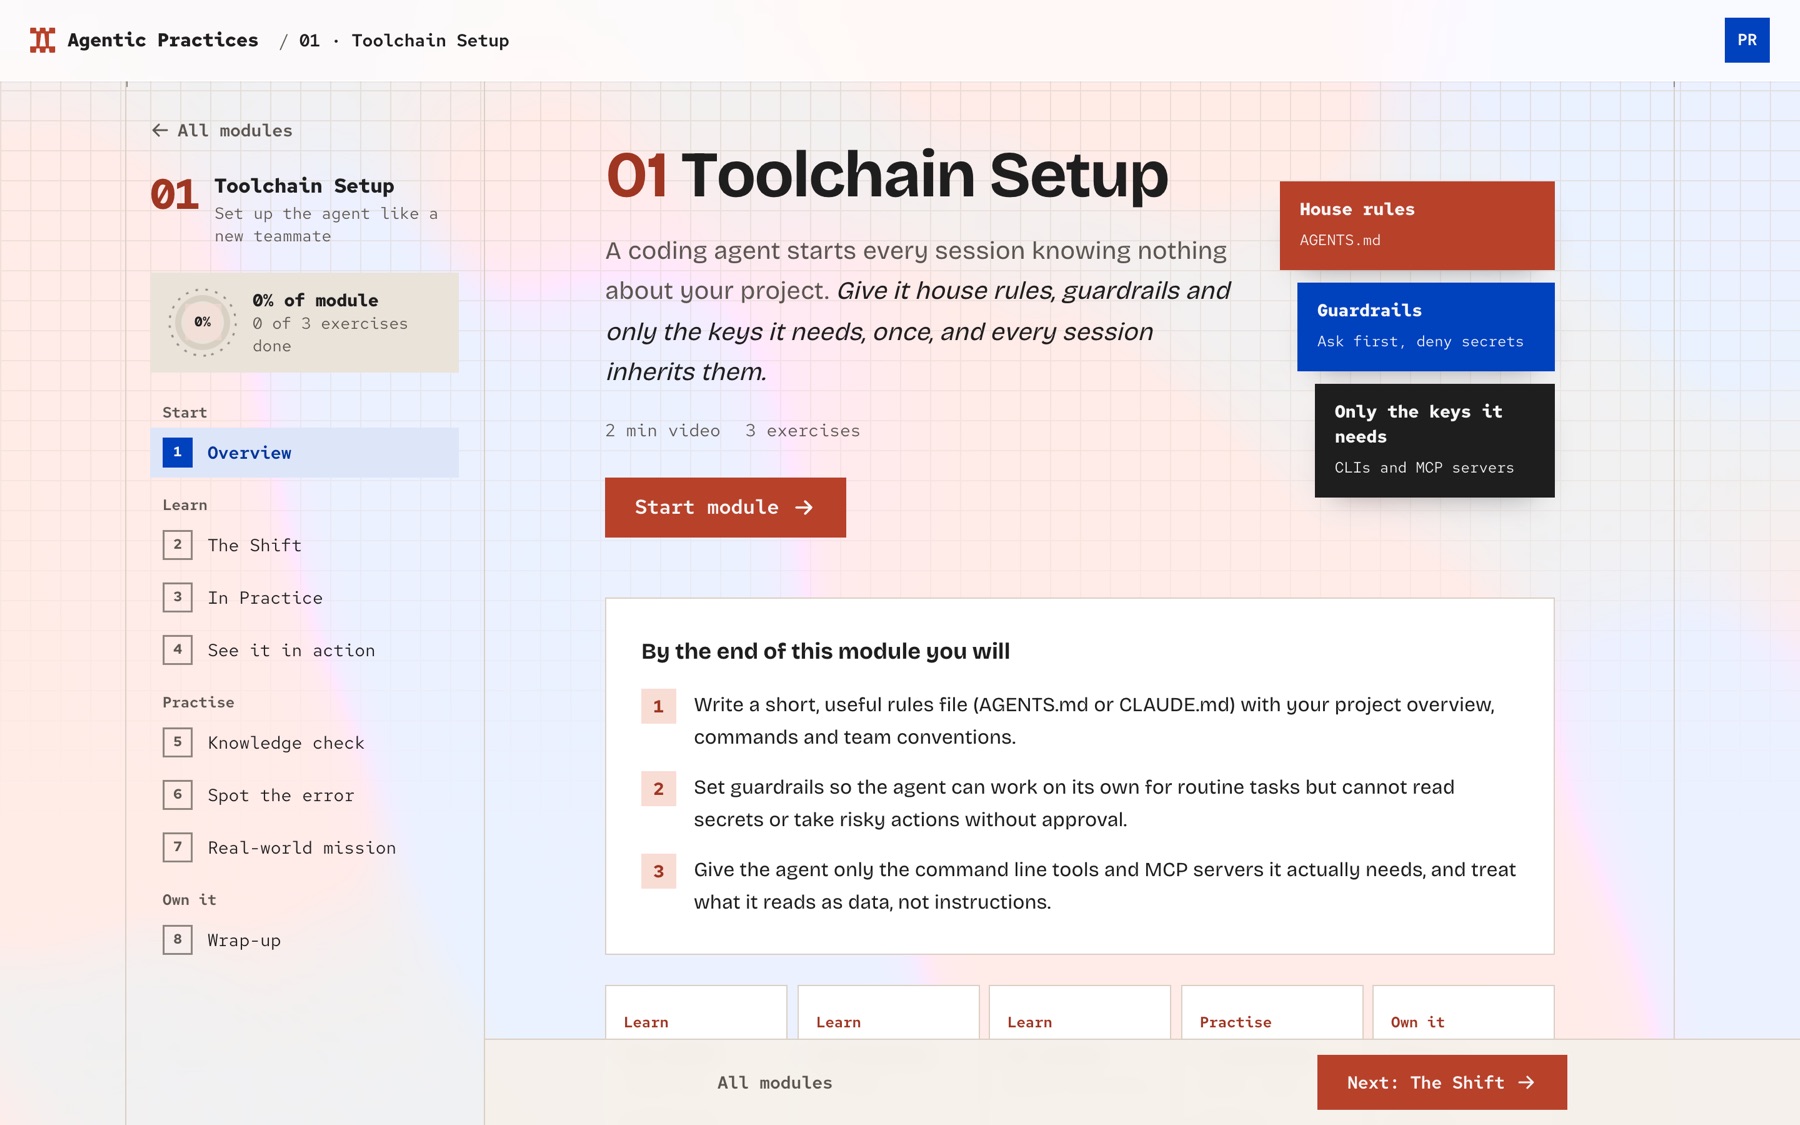 Agentic Practices / 01 · Toolchain Setup
PR
← All modules
01 Toolchain Setup
Set up the agent like a
new teammate
0%
0% of module
0 of 3 exercises
done
Start
1 Overview
Learn
2 The Shift
3 In Practice
4 See it in action
Practise
5 Knowledge check
6 Spot the error
7 Real-world mission
Own it
8 Wrap-up
01 Toolchain Setup
A coding agent starts every session knowing nothing
about your project. Give it house rules, guardrails and
only the keys it needs, once, and every session
inherits them.
2 min video 3 exercises
Start module →
House rules
AGENTS.md
Guardrails
Ask first, deny secrets
Only the keys it
needs
CLIs and MCP servers
By the end of this module you will
1 Write a short, useful rules file (AGENTS.md or CLAUDE.md) with your project overview,
commands and team conventions.
2 Set guardrails so the agent can work on its own for routine tasks but cannot read
secrets or take risky actions without approval.
3 Give the agent only the command line tools and MCP servers it actually needs, and treat
what it reads as data, not instructions.
Learn
Learn
Learn
Practise
Own it
All modules
Next: The Shift →